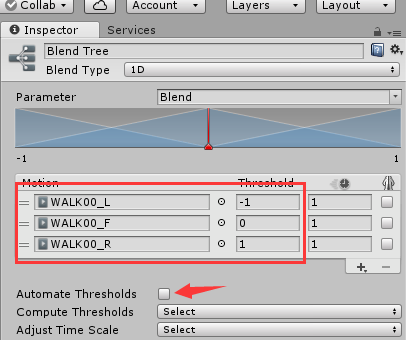 Collab Account Layers Layout
Inspector Services
Blend Tree
Blend Type 1D
Parameter Blend
-1 1
Motion Threshold
WALK00_L -1 1
WALK00_F 0 1
WALK00_R 1 1
+ −
Automate Thresholds
Compute Thresholds Select
Adjust Time Scale Select